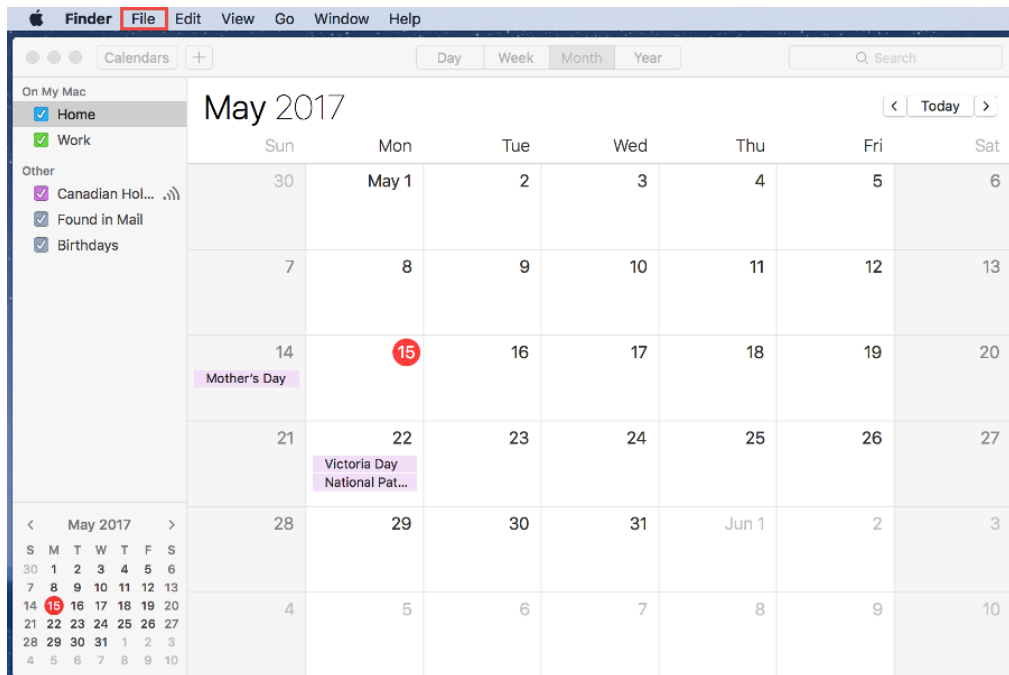 Finder File Edit View Go Window Help
Calendars + Day Week Month Year Search
On My Mac
Home
Work
Other
Canadian Hol...
Found in Mail
Birthdays
May 2017 < Today >
Sun Mon Tue Wed Thu Fri Sat
30 May 1 2 3 4 5 6
7 8 9 10 11 12 13
14 15 16 17 18 19 20
Mother's Day
21 22 23 24 25 26 27
Victoria Day
National Pat...
28 29 30 31 Jun 1 2 3
4 5 6 7 8 9 10
< May 2017 >
S M T W T F S
30 1 2 3 4 5 6
7 8 9 10 11 12 13
14 15 16 17 18 19 20
21 22 23 24 25 26 27
28 29 30 31 1 2 3
4 5 6 7 8 9 10